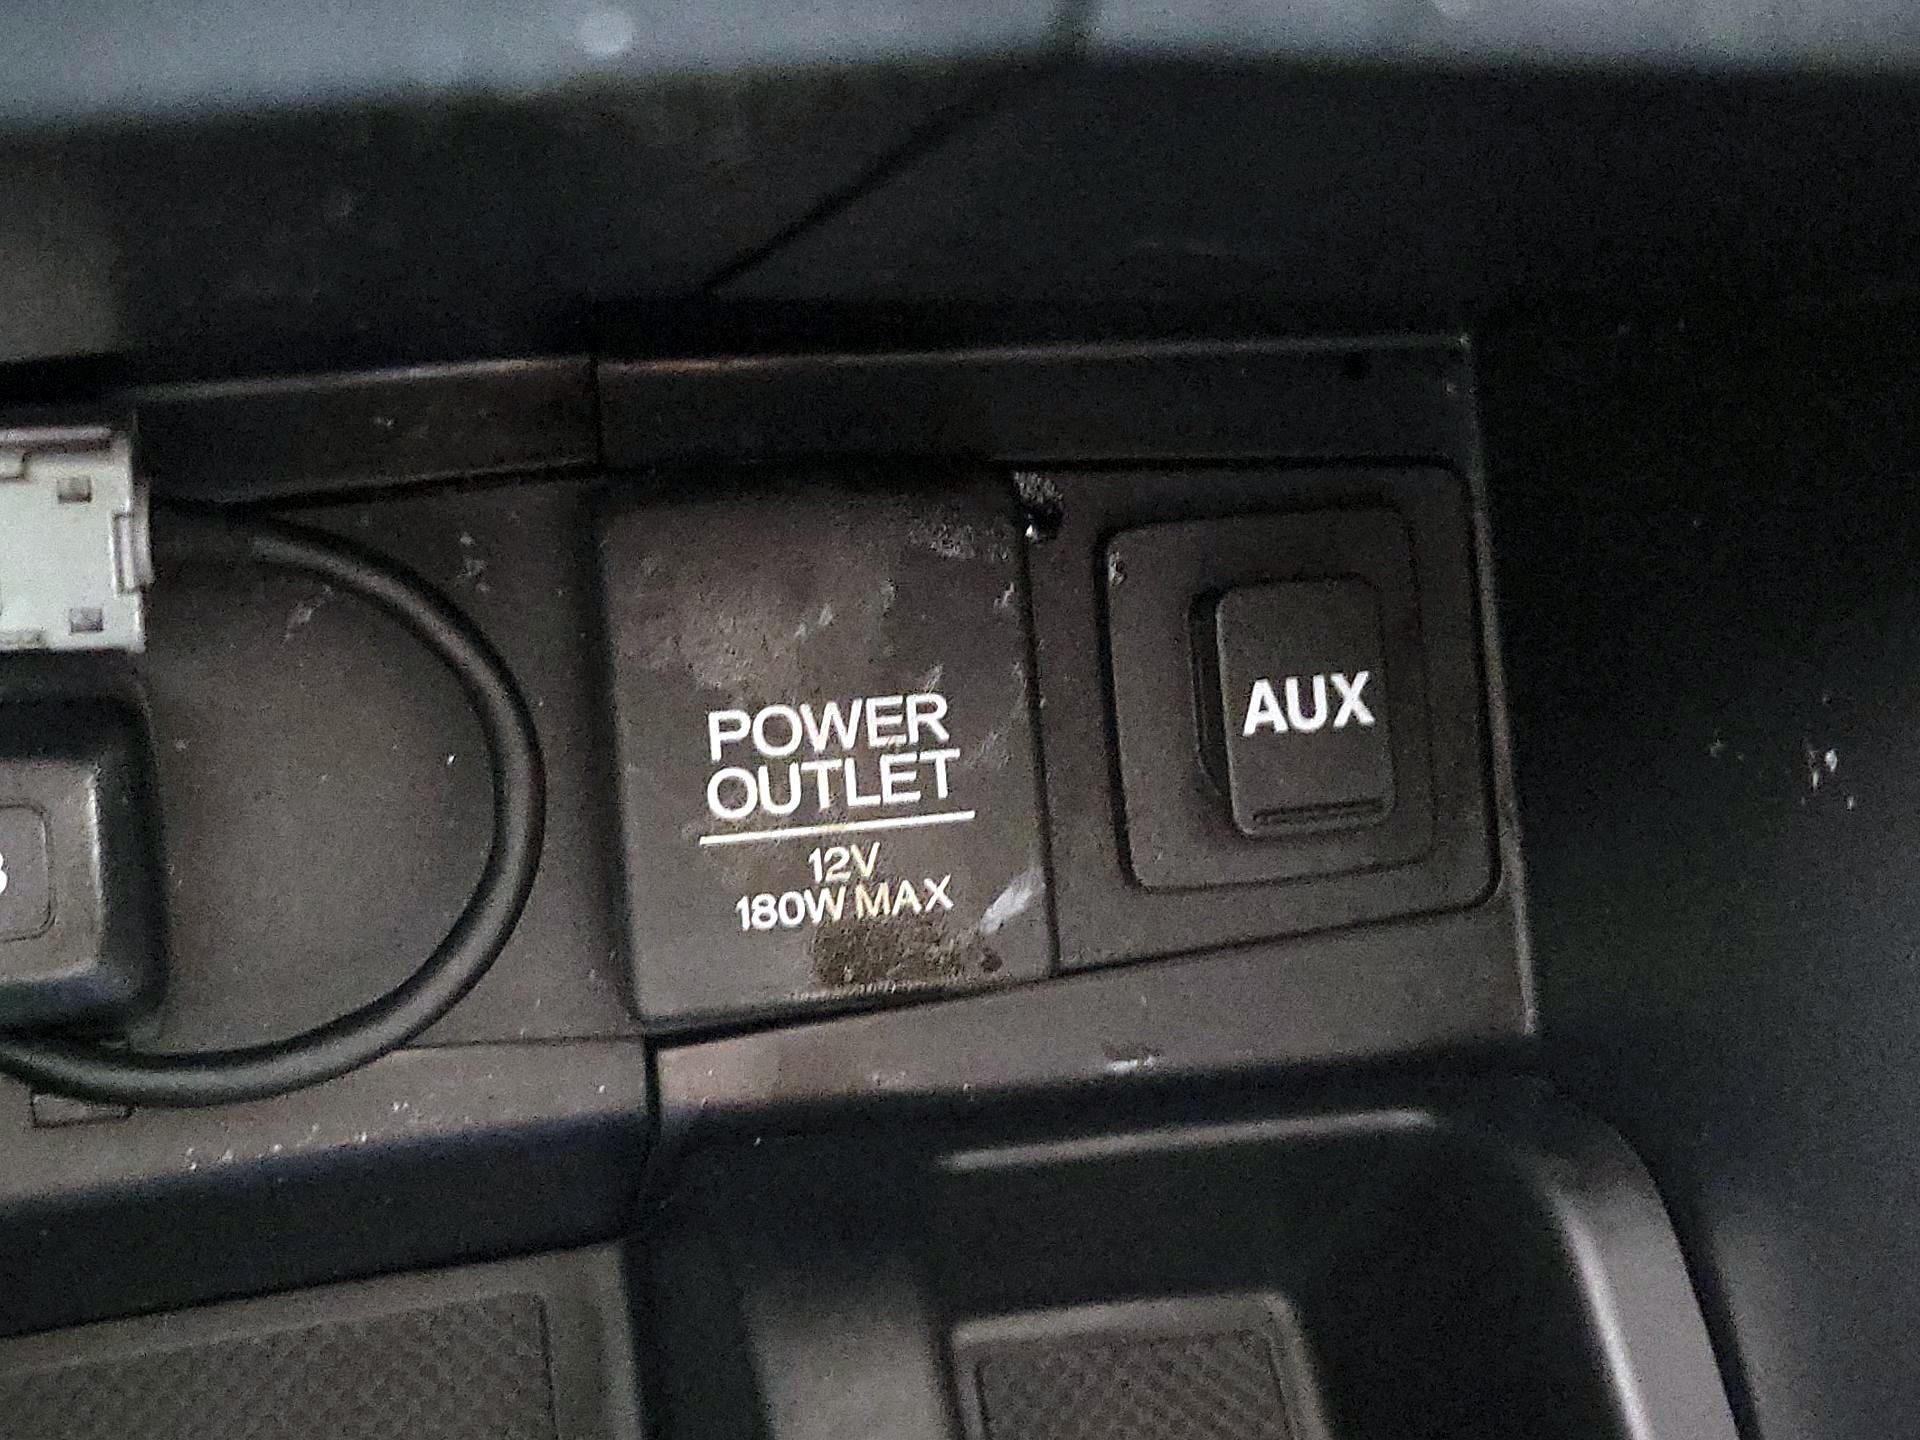 POWER
OUTLET
12V
180W MAX
AUX